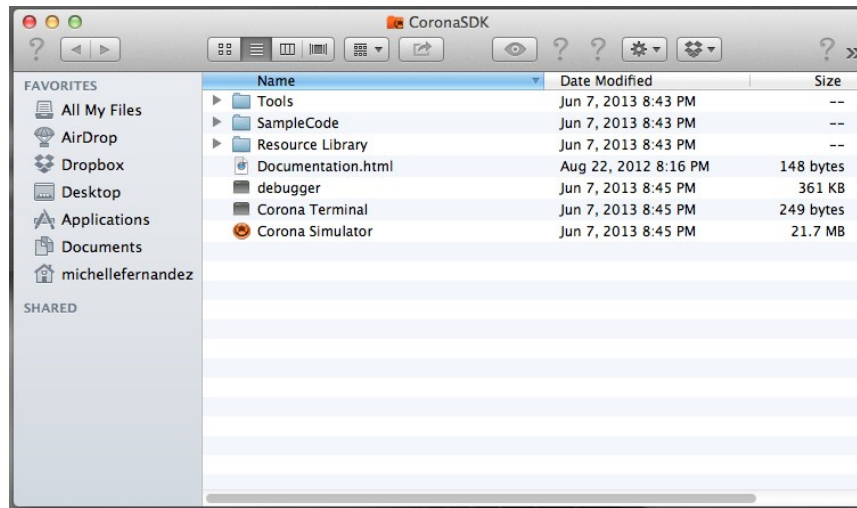 CoronaSDK
FAVORITES
All My Files
AirDrop
Dropbox
Desktop
Applications
Documents
michellefernandez
SHARED
Name Date Modified Size
Tools Jun 7, 2013 8:43 PM --
SampleCode Jun 7, 2013 8:43 PM --
Resource Library Jun 7, 2013 8:43 PM --
Documentation.html Aug 22, 2012 8:16 PM 148 bytes
debugger Jun 7, 2013 8:45 PM 361 KB
Corona Terminal Jun 7, 2013 8:45 PM 249 bytes
Corona Simulator Jun 7, 2013 8:45 PM 21.7 MB